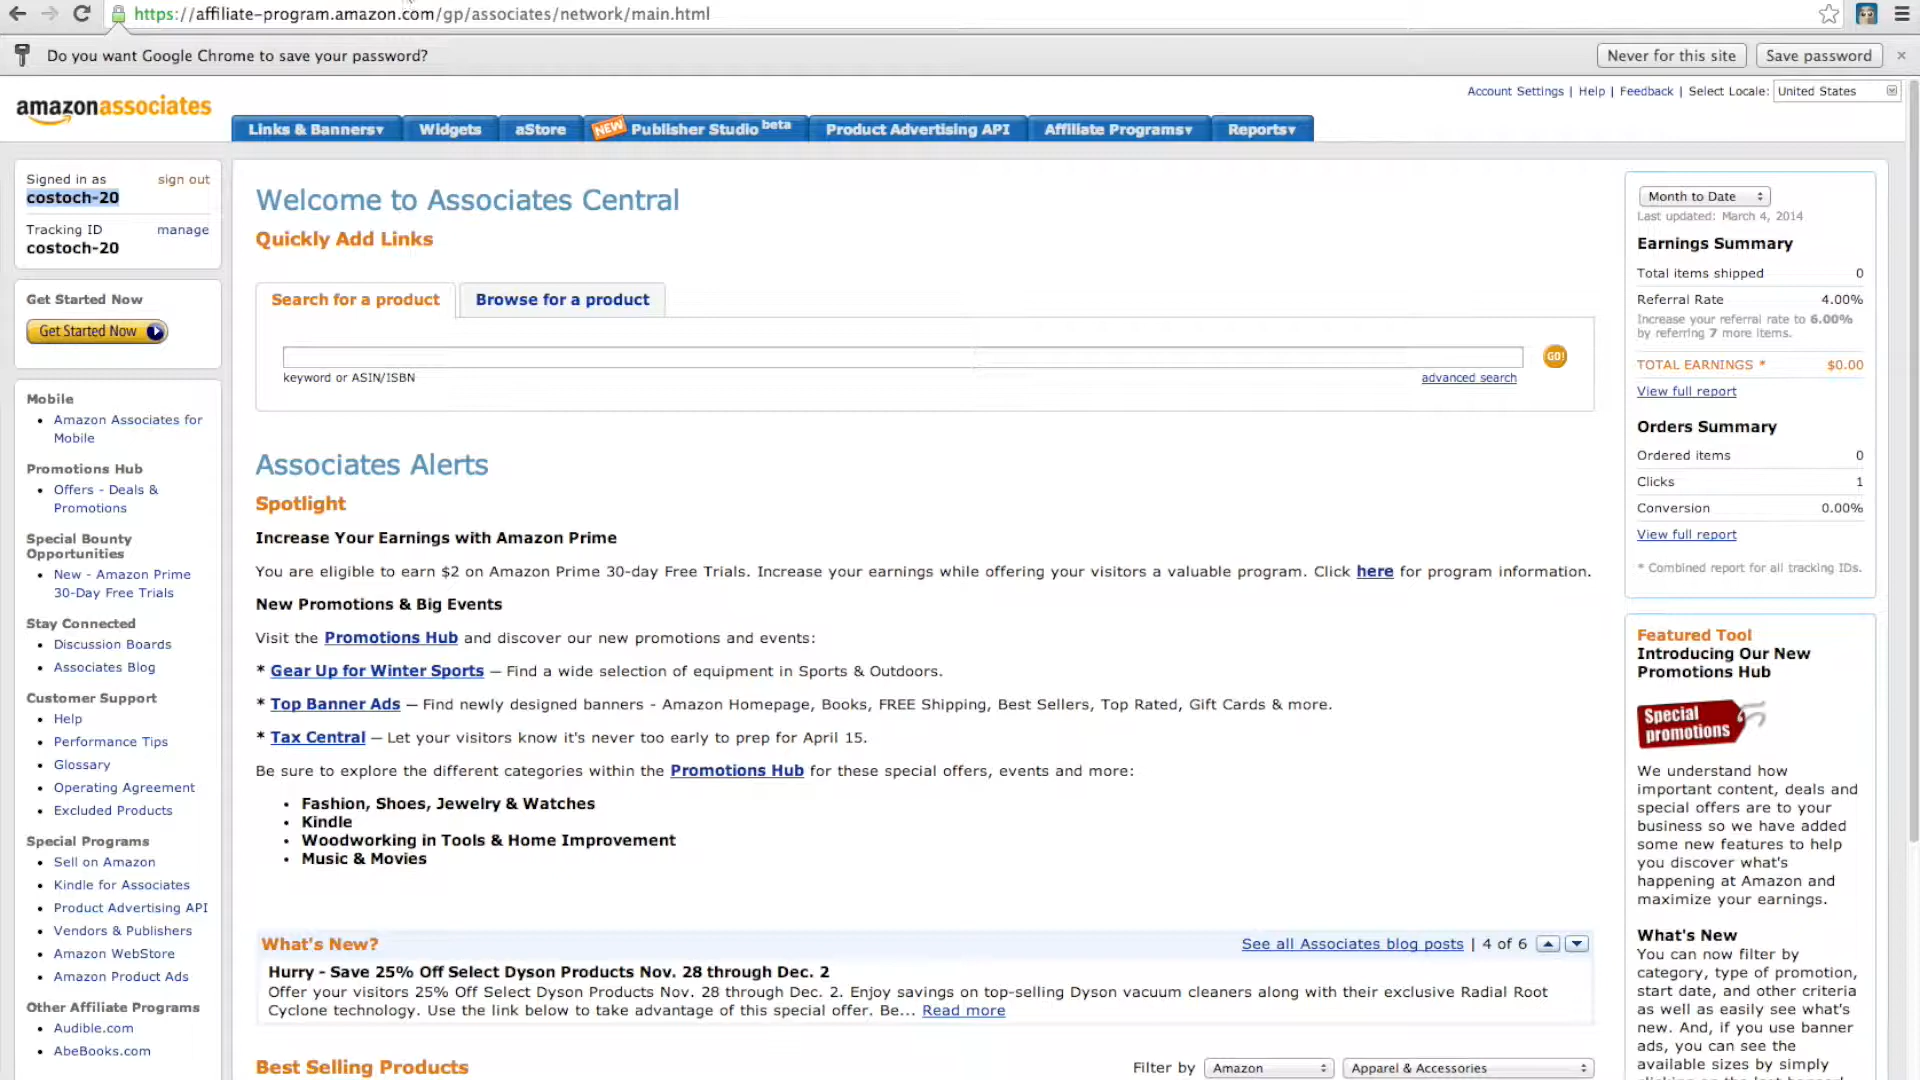 https://affiliate-program.amazon.com/gp/associates/network/main.html
Do you want Google Chrome to save your password?
Never for this site
Save password
amazonassociates
Account Settings | Help | Feedback | Select Locale: United States
Links & Banners
Widgets
aStore
NEW Publisher Studio beta
Product Advertising API
Affiliate Programs
Reports
Signed in as sign out
costoch-20
Tracking ID manage
costoch-20
Get Started Now
Get Started Now
Mobile
Amazon Associates for
Mobile
Promotions Hub
Offers - Deals &
Promotions
Special Bounty
Opportunities
New - Amazon Prime
30-Day Free Trials
Stay Connected
Discussion Boards
Associates Blog
Customer Support
Help
Performance Tips
Glossary
Operating Agreement
Excluded Products
Special Programs
Sell on Amazon
Kindle for Associates
Product Advertising API
Vendors & Publishers
Amazon WebStore
Amazon Product Ads
Other Affiliate Programs
Audible.com
AbeBooks.com
Welcome to Associates Central
Quickly Add Links
Search for a product
Browse for a product
GO!
keyword or ASIN/ISBN
advanced search
Associates Alerts
Spotlight
Increase Your Earnings with Amazon Prime
You are eligible to earn $2 on Amazon Prime 30-day Free Trials. Increase your earnings while offering your visitors a valuable program. Click here for program information.
New Promotions & Big Events
Visit the Promotions Hub and discover our new promotions and events:
* Gear Up for Winter Sports — Find a wide selection of equipment in Sports & Outdoors.
* Top Banner Ads — Find newly designed banners - Amazon Homepage, Books, FREE Shipping, Best Sellers, Top Rated, Gift Cards & more.
* Tax Central — Let your visitors know it's never too early to prep for April 15.
Be sure to explore the different categories within the Promotions Hub for these special offers, events and more:
Fashion, Shoes, Jewelry & Watches
Kindle
Woodworking in Tools & Home Improvement
Music & Movies
What's New?
See all Associates blog posts | 4 of 6
Hurry - Save 25% Off Select Dyson Products Nov. 28 through Dec. 2
Offer your visitors 25% Off Select Dyson Products Nov. 28 through Dec. 2. Enjoy savings on top-selling Dyson vacuum cleaners along with their exclusive Radial Root
Cyclone technology. Use the link below to take advantage of this special offer. Be... Read more
Best Selling Products
Filter by Amazon Apparel & Accessories
Month to Date
Last updated: March 4, 2014
Earnings Summary
Total items shipped 0
Referral Rate 4.00%
Increase your referral rate to 6.00%
by referring 7 more items.
TOTAL EARNINGS * $0.00
View full report
Orders Summary
Ordered items 0
Clicks 1
Conversion 0.00%
View full report
* Combined report for all tracking IDs.
Featured Tool
Introducing Our New
Promotions Hub
Special
promotions
We understand how
important content, deals and
special offers are to your
business so we have added
some new features to help
you discover what's
happening at Amazon and
maximize your earnings.
What's New
You can now filter by
category, type of promotion,
start date, and other criteria
as well as easily see what's
new. And, if you use banner
ads, you can see the
available sizes by simply